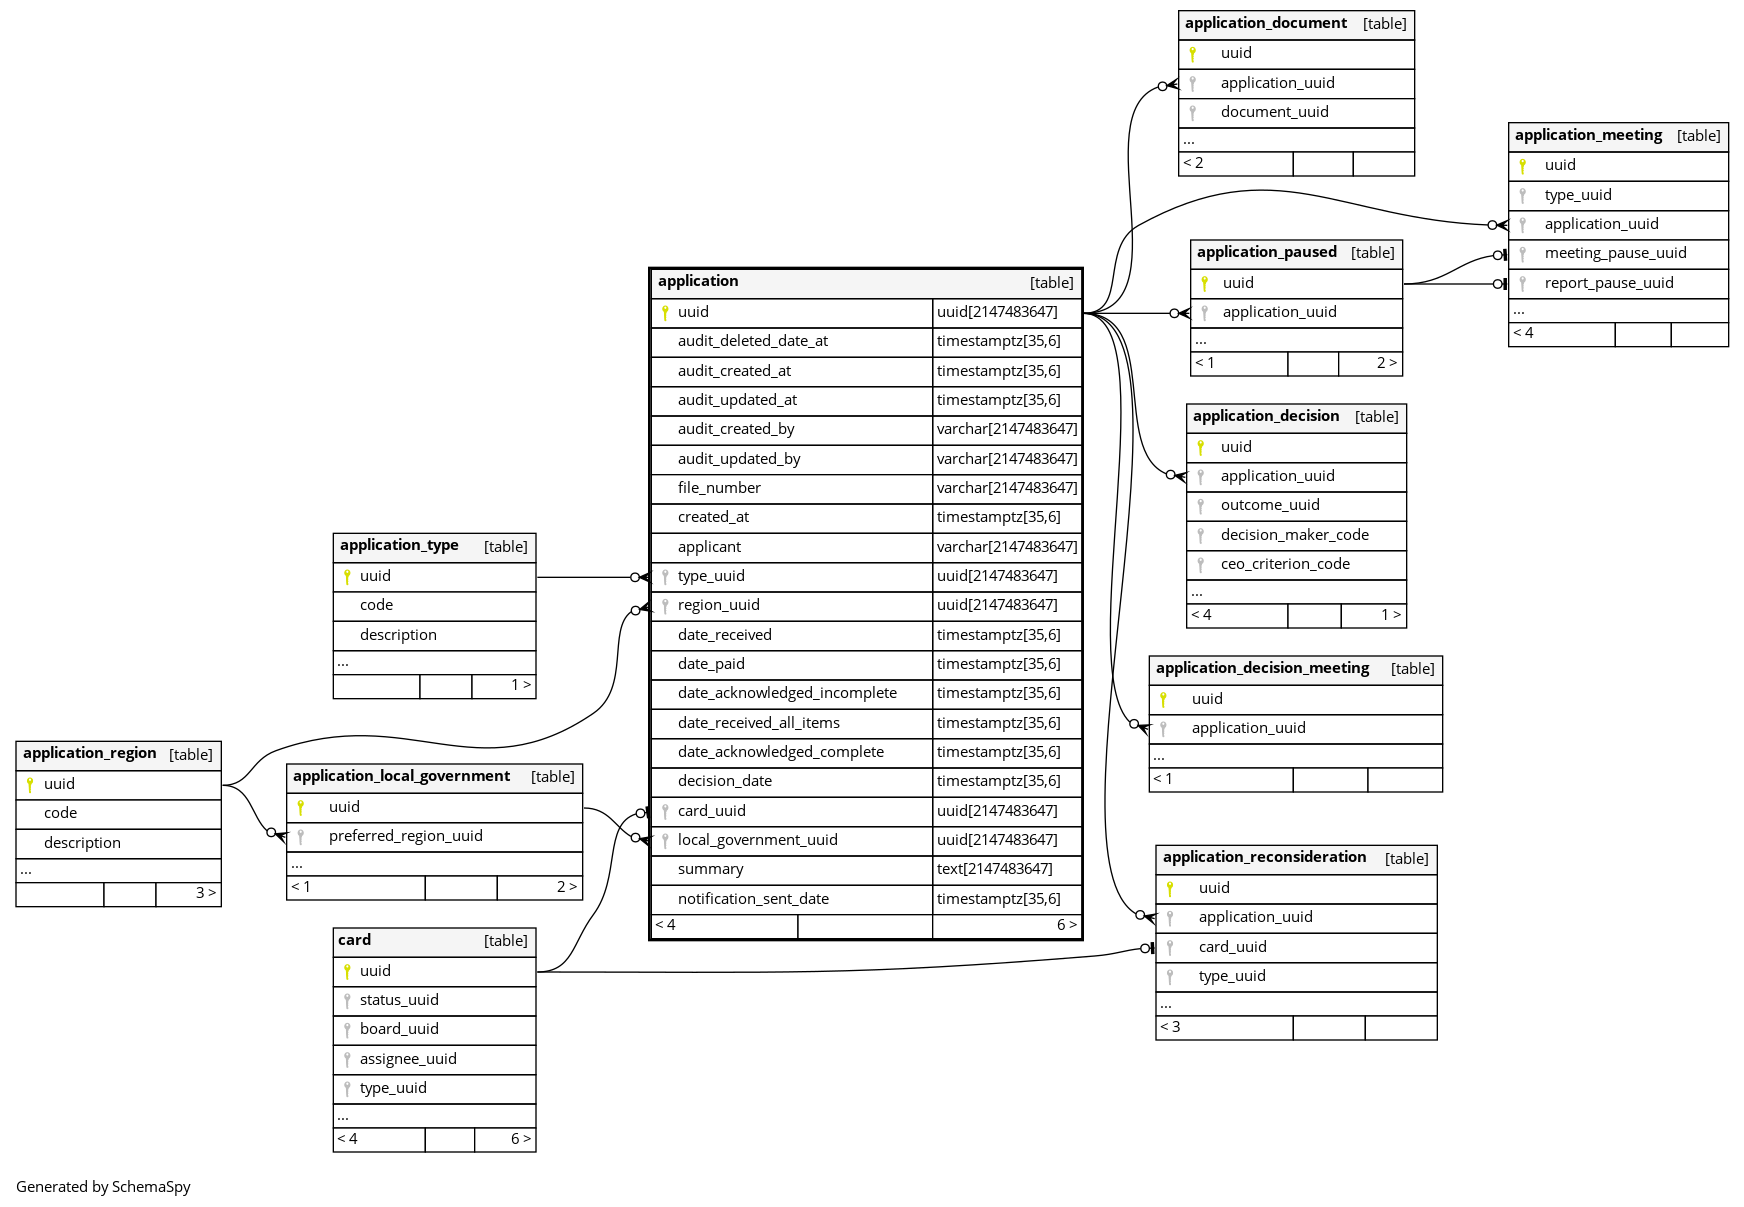 application_document [table]
uuid
application_uuid
document_uuid
...
< 2
application_meeting [table]
uuid
type_uuid
application_uuid
meeting_pause_uuid
report_pause_uuid
...
< 4
application_paused [table]
uuid
application_uuid
...
< 1 2 >
application [table]
uuid uuid[2147483647]
audit_deleted_date_at timestamptz[35,6]
audit_created_at timestamptz[35,6]
audit_updated_at timestamptz[35,6]
audit_created_by varchar[2147483647]
audit_updated_by varchar[2147483647]
file_number varchar[2147483647]
created_at timestamptz[35,6]
applicant varchar[2147483647]
type_uuid uuid[2147483647]
region_uuid uuid[2147483647]
date_received timestamptz[35,6]
date_paid timestamptz[35,6]
date_acknowledged_incomplete timestamptz[35,6]
date_received_all_items timestamptz[35,6]
date_acknowledged_complete timestamptz[35,6]
decision_date timestamptz[35,6]
card_uuid uuid[2147483647]
local_government_uuid uuid[2147483647]
summary text[2147483647]
notification_sent_date timestamptz[35,6]
< 4 6 >
application_decision [table]
uuid
application_uuid
outcome_uuid
decision_maker_code
ceo_criterion_code
...
< 4 1 >
application_type [table]
uuid
code
description
...
1 >
application_decision_meeting [table]
uuid
application_uuid
...
< 1
application_region [table]
uuid
code
description
...
3 >
application_local_government [table]
uuid
preferred_region_uuid
...
< 1 2 >
application_reconsideration [table]
uuid
application_uuid
card_uuid
type_uuid
...
< 3
card [table]
uuid
status_uuid
board_uuid
assignee_uuid
type_uuid
...
< 4 6 >
Generated by SchemaSpy